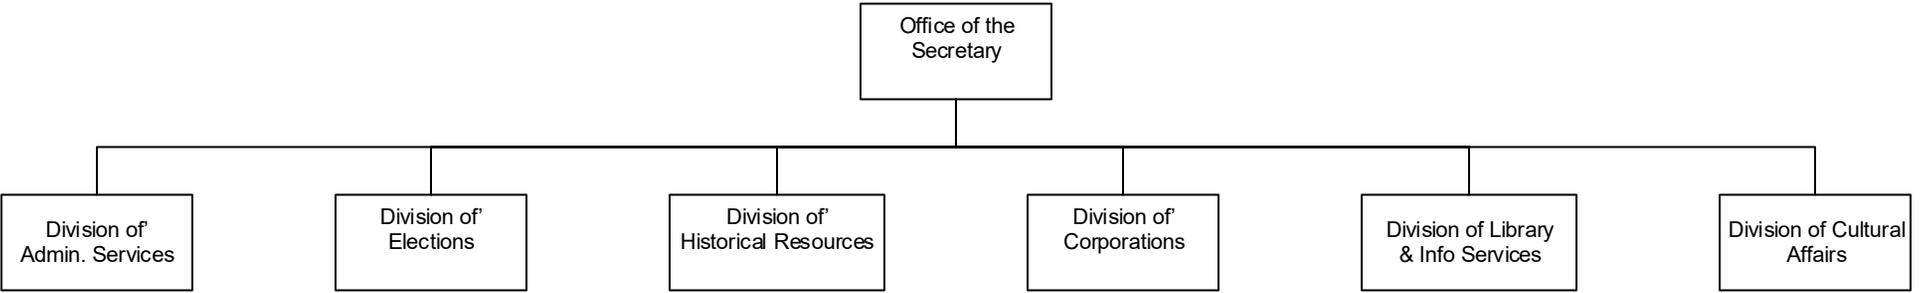 Office of the
Secretary
Division of’
Admin. Services
Division of’
Elections
Division of’
Historical Resources
Division of’
Corporations
Division of Library
& Info Services
Division of Cultural
Affairs